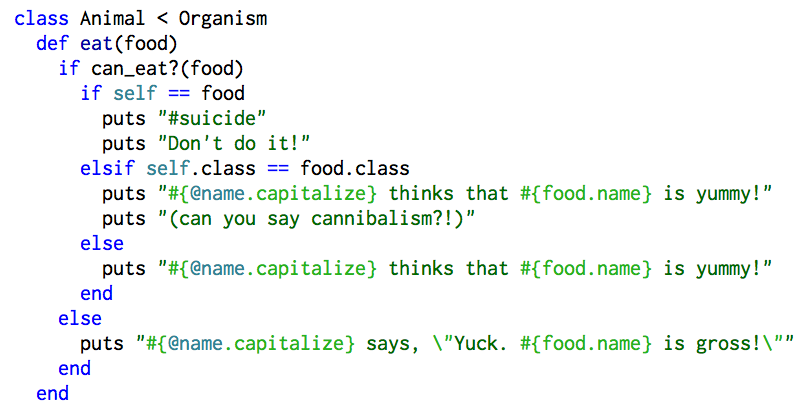 class Animal < Organism
  def eat(food)
    if can_eat?(food)
      if self == food
        puts "#suicide"
        puts "Don't do it!"
      elsif self.class == food.class
        puts "#{@name.capitalize} thinks that #{food.name} is yummy!"
        puts "(can you say cannibalism?!)"
      else
        puts "#{@name.capitalize} thinks that #{food.name} is yummy!"
      end
    else
      puts "#{@name.capitalize} says, \"Yuck. #{food.name} is gross!\""
    end
  end